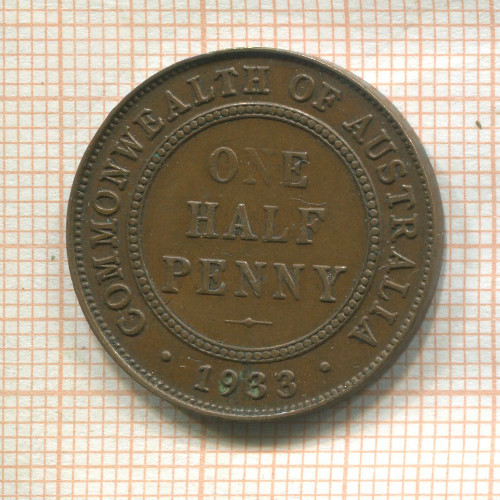 COMMONWEALTH OF AUSTRALIA
ONE
HALF
PENNY
· 1933 ·